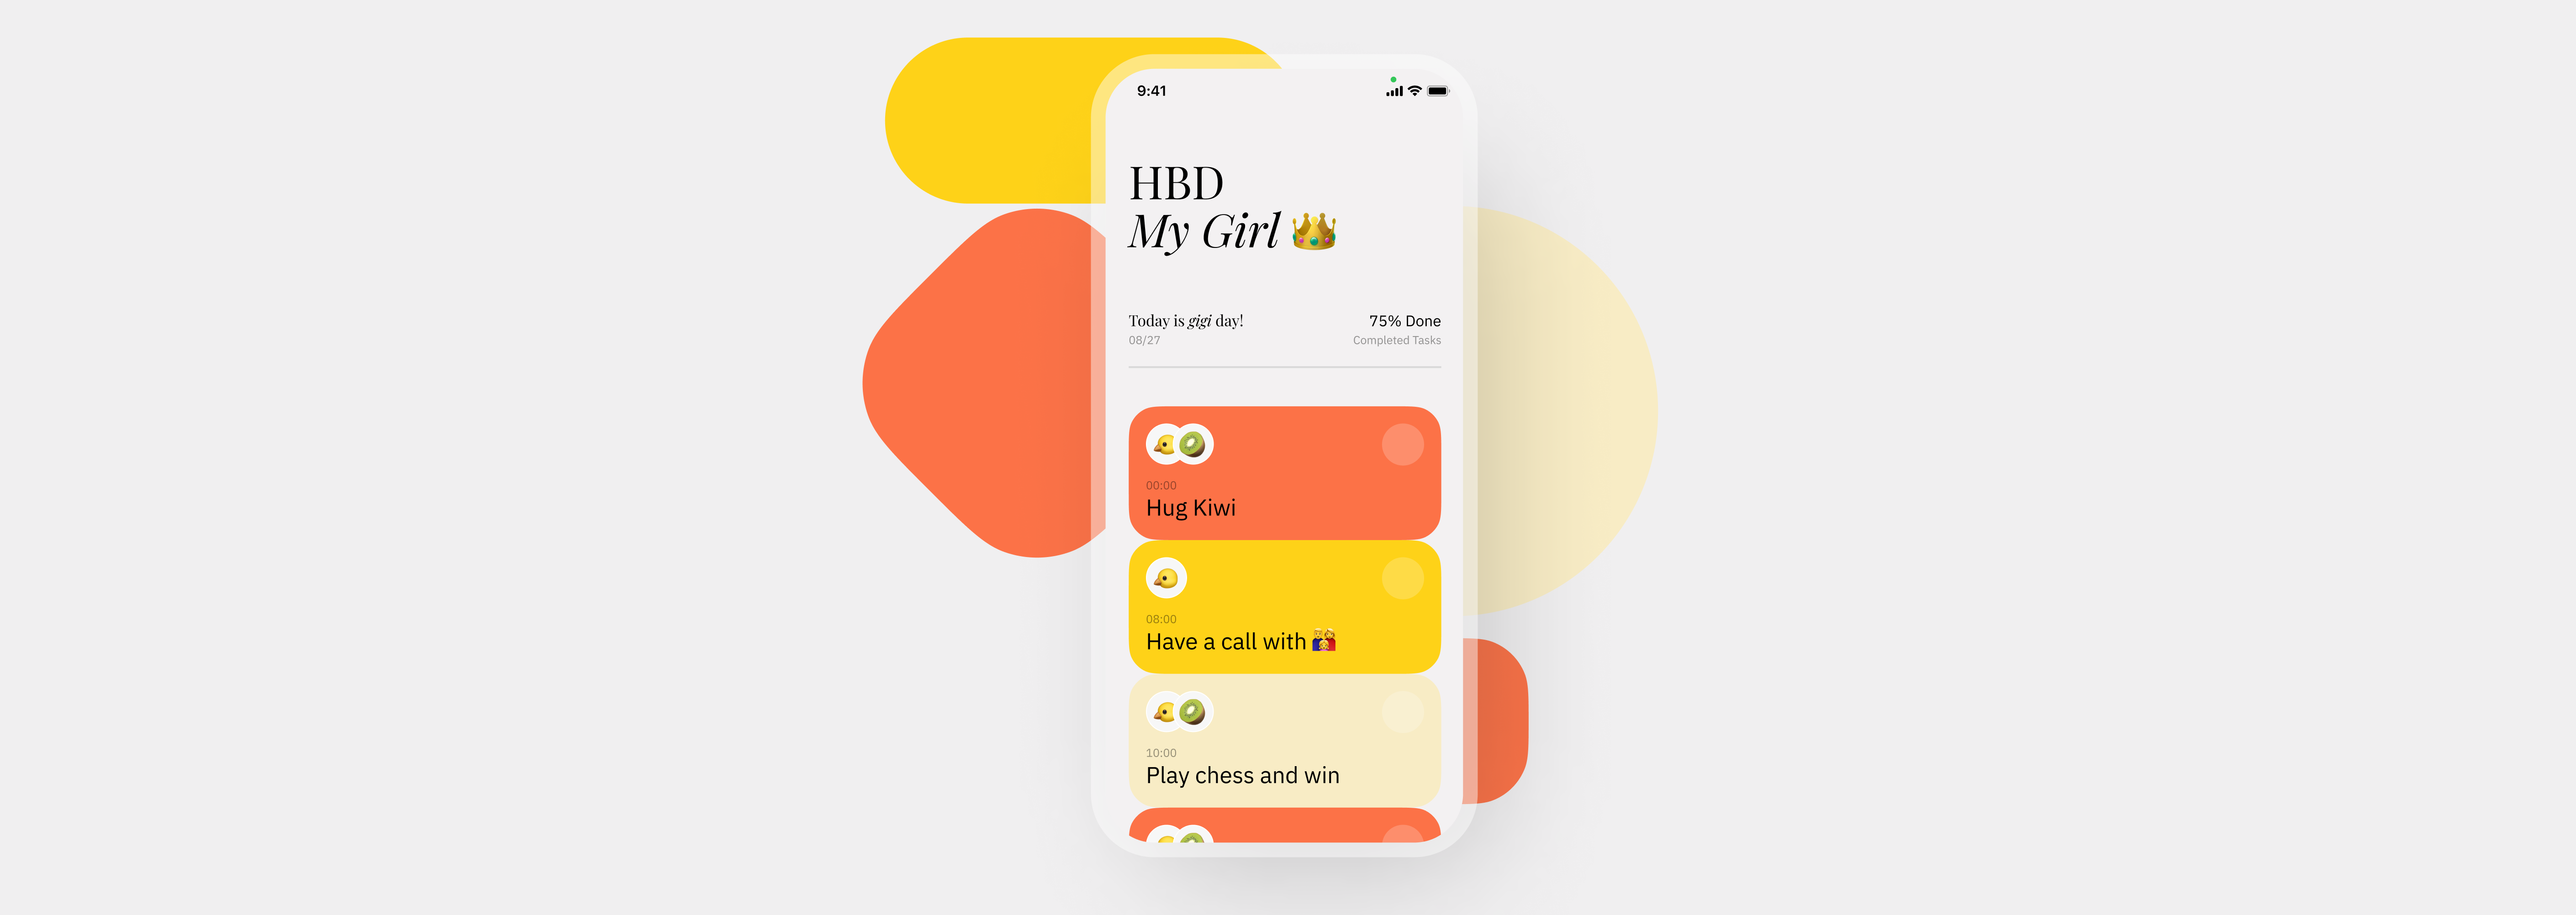 9:41
HBD
My Girl 👑
Today is gigi day!
75% Done
08/27
Completed Tasks
00:00
Hug Kiwi
08:00
Have a call with 👨‍👩‍👧
10:00
Play chess and win